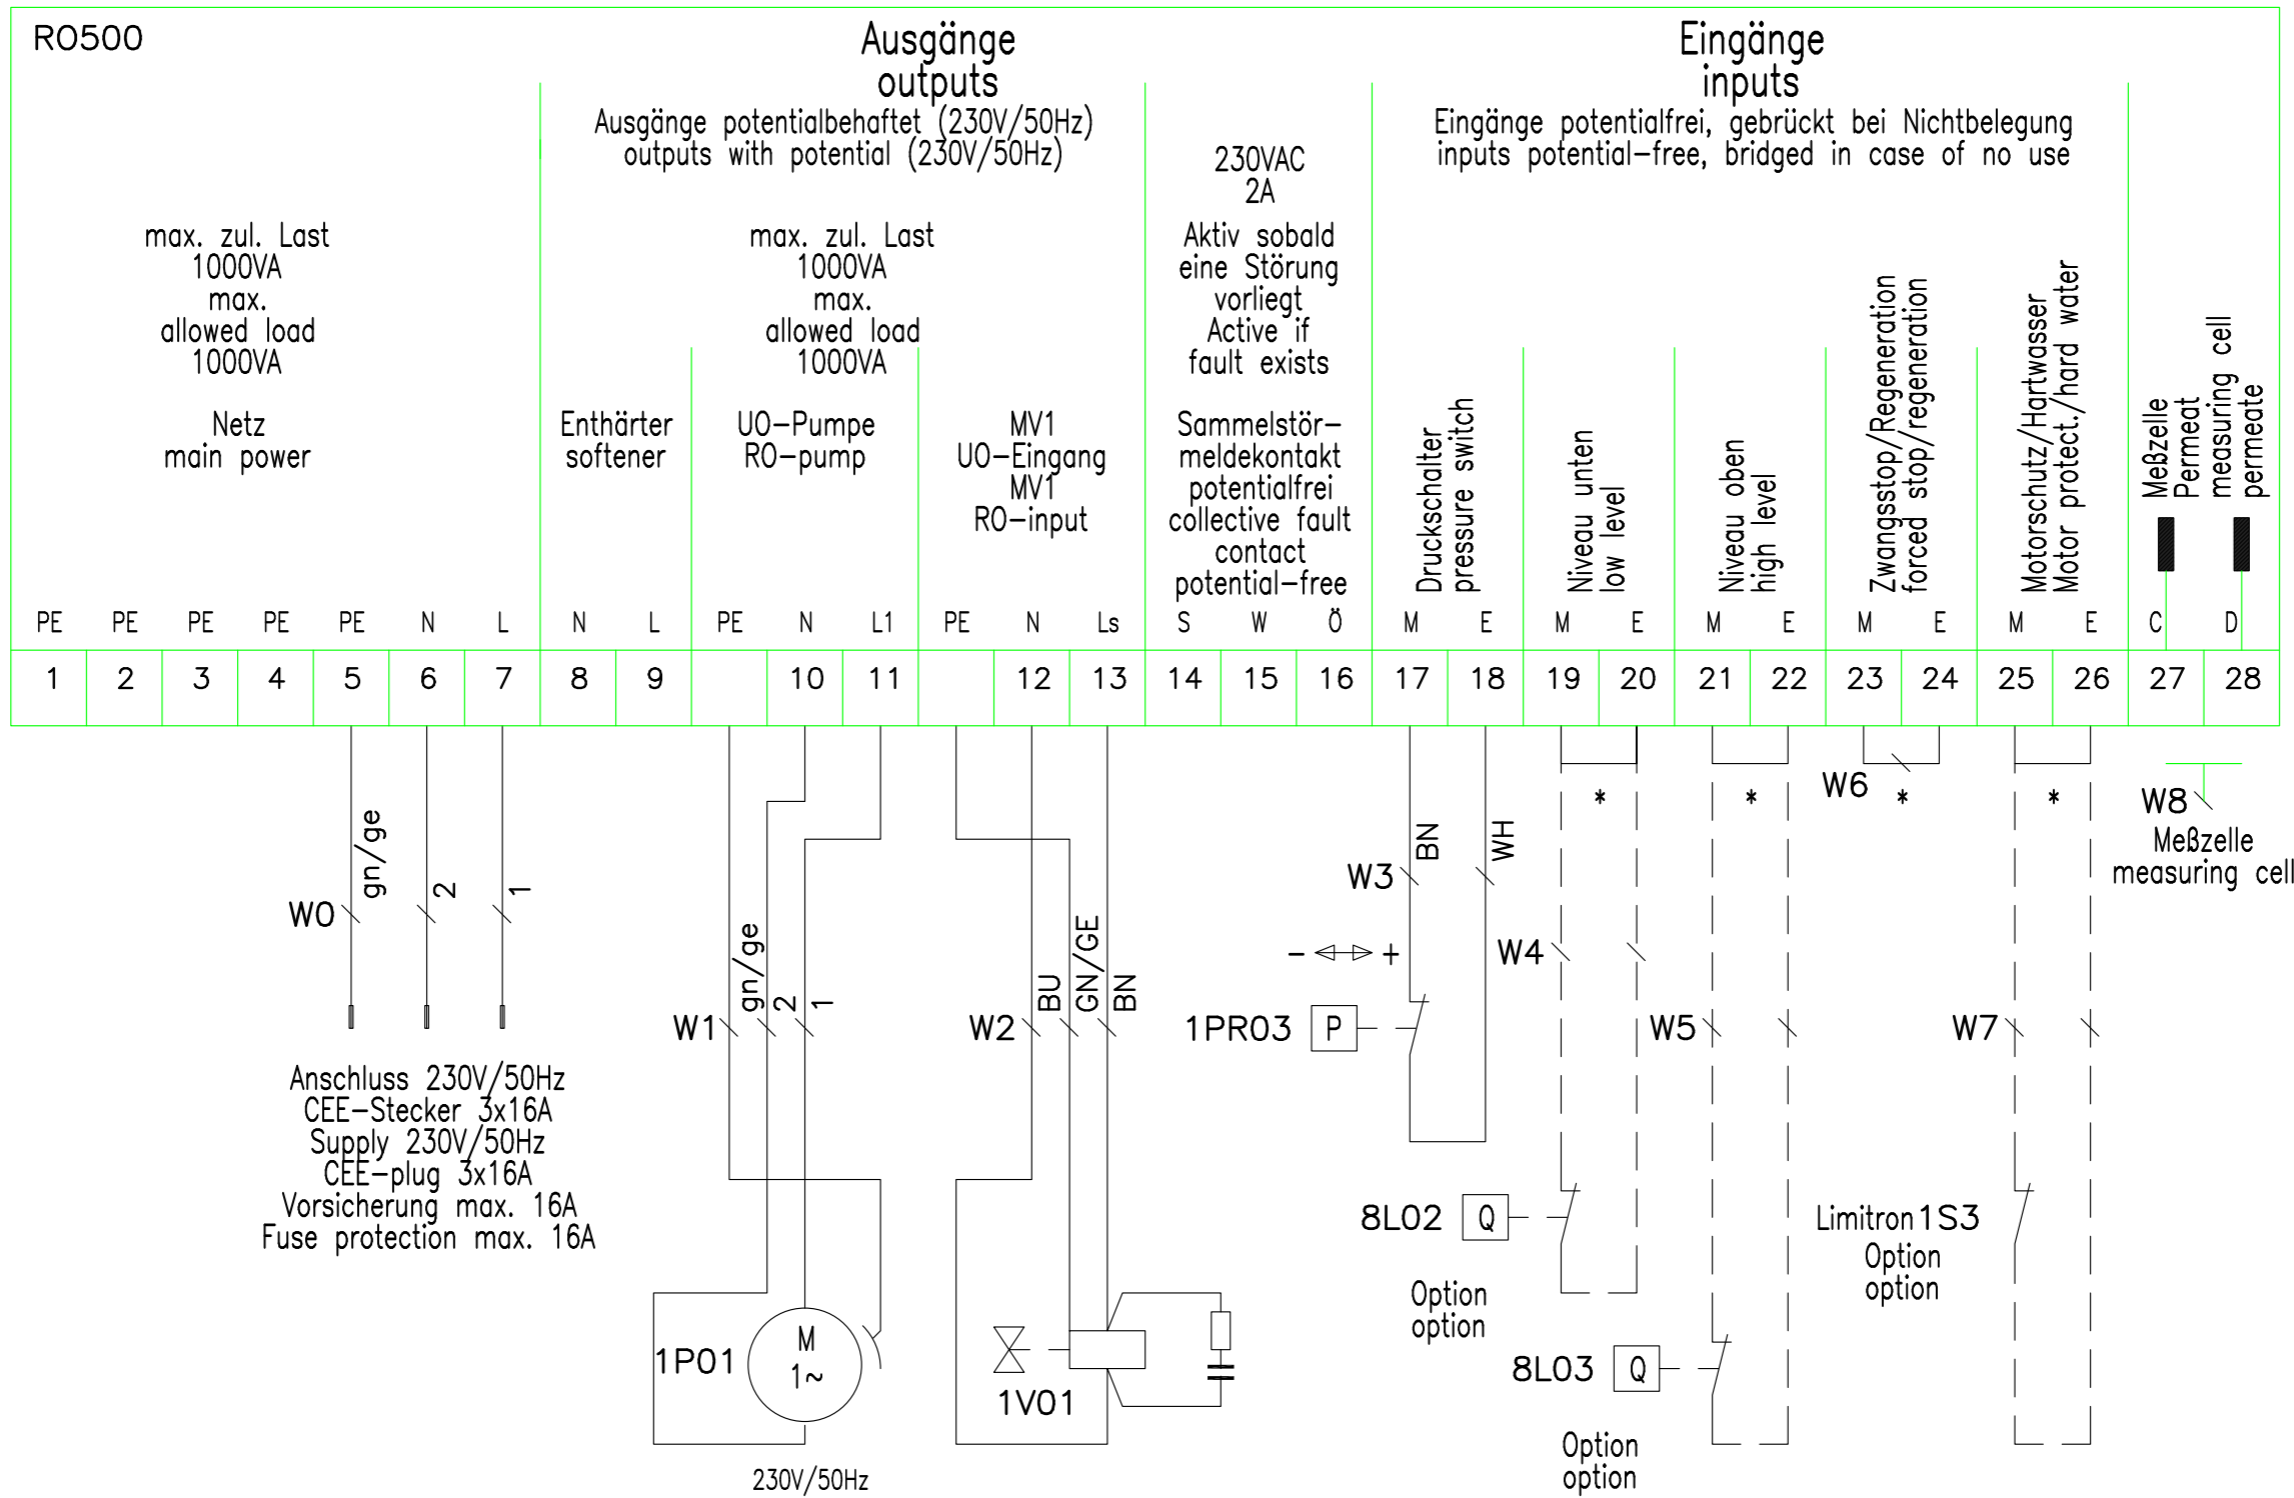 RO500
Ausgänge
outputs
Ausgänge potentialbehaftet (230V/50Hz)
outputs with potential (230V/50Hz)
Eingänge
inputs
Eingänge potentialfrei, gebrückt bei Nichtbelegung
inputs potential-free, bridged in case of no use
max. zul. Last
1000VA
max.
allowed load
1000VA
Netz
main power
max. zul. Last
1000VA
max.
allowed load
1000VA
Enthärter
softener
UO-Pumpe
RO-pump
MV1
UO-Eingang
MV1
RO-input
230VAC
2A
Aktiv sobald
eine Störung
vorliegt
Active if
fault exists
Sammelstör-
meldekontakt
potentialfrei
collective fault
contact
potential-free
Druckschalter
pressure switch
Niveau unten
low level
Niveau oben
high level
Zwangsstop/Regeneration
forced stop/regeneration
Motorschutz/Hartwasser
Motor protect./hard water
Meßzelle
Permeat
measuring cell
permeate
PE PE PE PE PE N L N L PE N L1 PE N Ls S W Ö M E M E M E M E M E C D
1 2 3 4 5 6 7 8 9 10 11 12 13 14 15 16 17 18 19 20 21 22 23 24 25 26 27 28
W0
gn/ge
2
1
Anschluss 230V/50Hz
CEE-Stecker 3x16A
Supply 230V/50Hz
CEE-plug 3x16A
Vorsicherung max. 16A
Fuse protection max. 16A
W1
gn/ge
2
1
1P01
M
1~
230V/50Hz
W2
BU
GN/GE
BN
1V01
W3
BN
WH
- +
1PR03
P
W4
*
8L02
Q
Option
option
W5
*
8L03
Q
Option
option
W6
*
W7
*
Limitron 1S3
Option
option
W8
Meßzelle
measuring cell